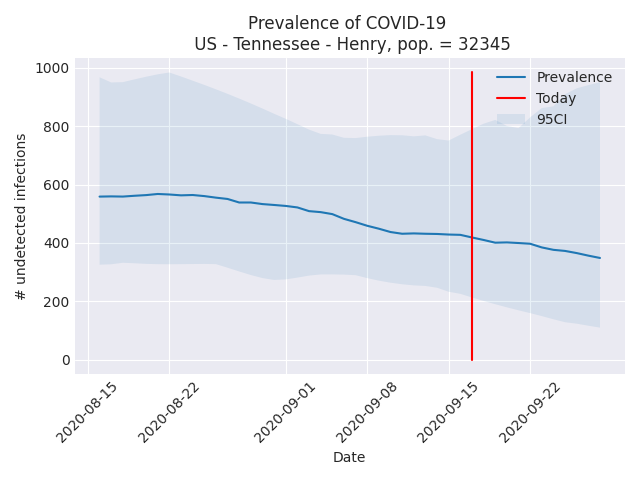 Prevalence of COVID-19
US - Tennessee - Henry, pop. = 32345
1000
800
600
400
200
0
# undetected infections
Prevalence
Today
95CI
2020-08-15
2020-08-22
2020-09-01
2020-09-08
2020-09-15
2020-09-22
Date